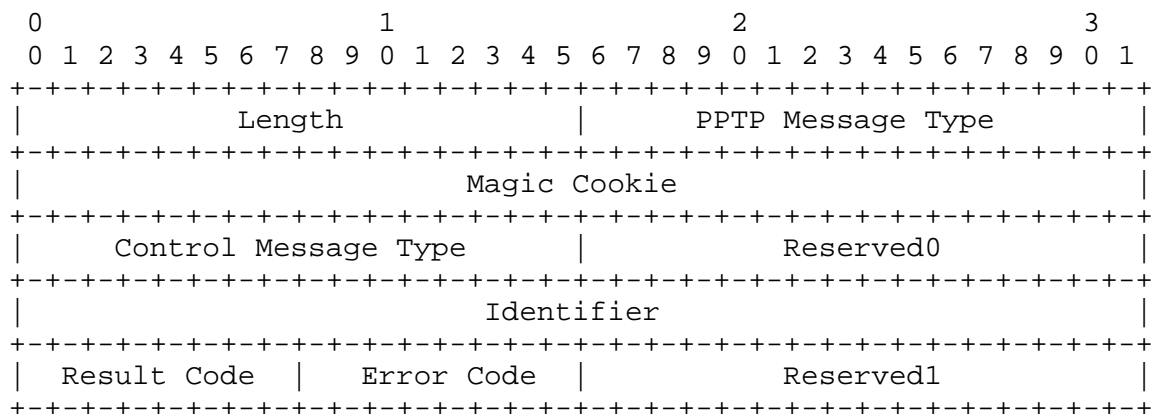 0                   1                   2                   3
0 1 2 3 4 5 6 7 8 9 0 1 2 3 4 5 6 7 8 9 0 1 2 3 4 5 6 7 8 9 0 1
+-+-+-+-+-+-+-+-+-+-+-+-+-+-+-+-+-+-+-+-+-+-+-+-+-+-+-+-+-+-+-+-+
|            Length             |      PPTP Message Type        |
+-+-+-+-+-+-+-+-+-+-+-+-+-+-+-+-+-+-+-+-+-+-+-+-+-+-+-+-+-+-+-+-+
|                         Magic Cookie                          |
+-+-+-+-+-+-+-+-+-+-+-+-+-+-+-+-+-+-+-+-+-+-+-+-+-+-+-+-+-+-+-+-+
|     Control Message Type      |           Reserved0           |
+-+-+-+-+-+-+-+-+-+-+-+-+-+-+-+-+-+-+-+-+-+-+-+-+-+-+-+-+-+-+-+-+
|                          Identifier                           |
+-+-+-+-+-+-+-+-+-+-+-+-+-+-+-+-+-+-+-+-+-+-+-+-+-+-+-+-+-+-+-+-+
|  Result Code  |  Error Code   |           Reserved1           |
+-+-+-+-+-+-+-+-+-+-+-+-+-+-+-+-+-+-+-+-+-+-+-+-+-+-+-+-+-+-+-+-+